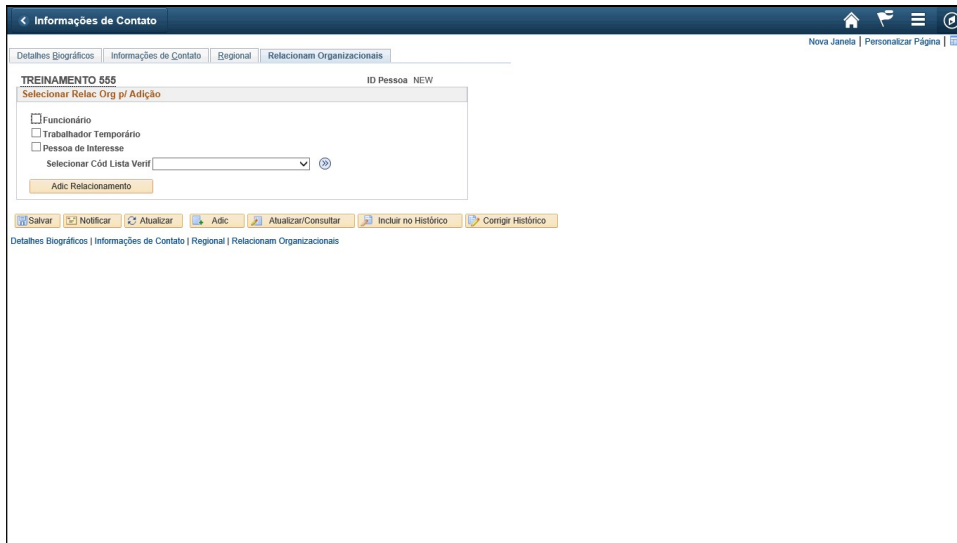 Informações de Contato
Nova Janela | Personalizar Página |
Detalhes Biográficos Informações de Contato Regional Relacionam Organizacionais
TREINAMENTO 555 ID Pessoa NEW
Selecionar Relac Org p/ Adição
Funcionário
Trabalhador Temporário
Pessoa de Interesse
Selecionar Cód Lista Verif
Adic Relacionamento
Salvar Notificar Atualizar Adic Atualizar/Consultar Incluir no Histórico Corrigir Histórico
Detalhes Biográficos | Informações de Contato | Regional | Relacionam Organizacionais